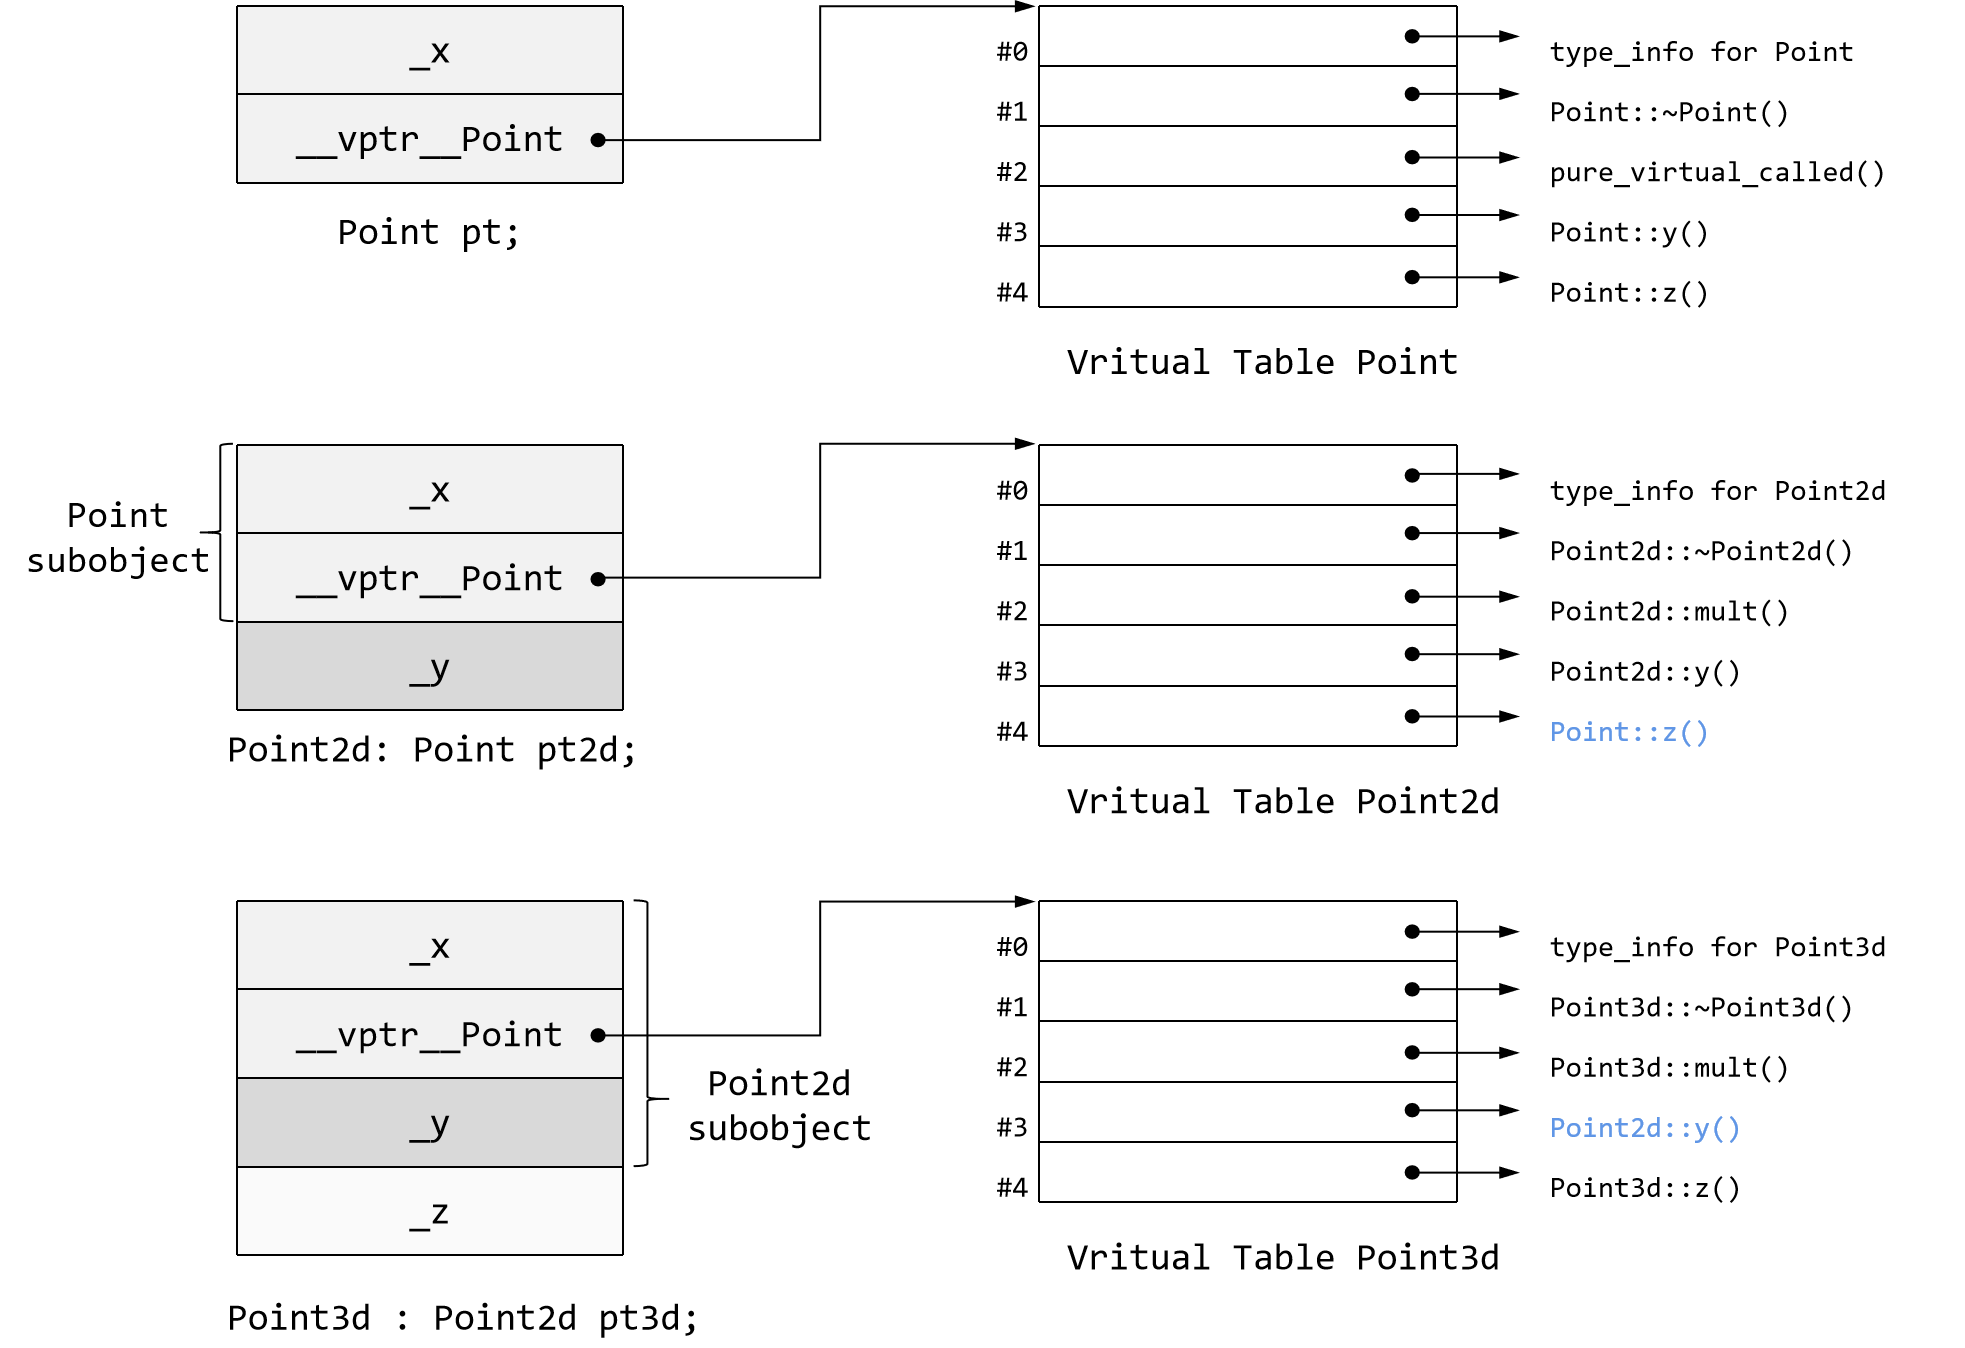 _x
__vptr__Point
Point pt;
#0
type_info for Point
#1
Point::~Point()
#2
pure_virtual_called()
#3
Point::y()
#4
Point::z()
Vritual Table Point
Point
subobject
_x
__vptr__Point
_y
Point2d: Point pt2d;
#0
type_info for Point2d
#1
Point2d::~Point2d()
#2
Point2d::mult()
#3
Point2d::y()
#4
Point::z()
Vritual Table Point2d
_x
__vptr__Point
_y
_z
Point2d
subobject
Point3d : Point2d pt3d;
#0
type_info for Point3d
#1
Point3d::~Point3d()
#2
Point3d::mult()
#3
Point2d::y()
#4
Point3d::z()
Vritual Table Point3d